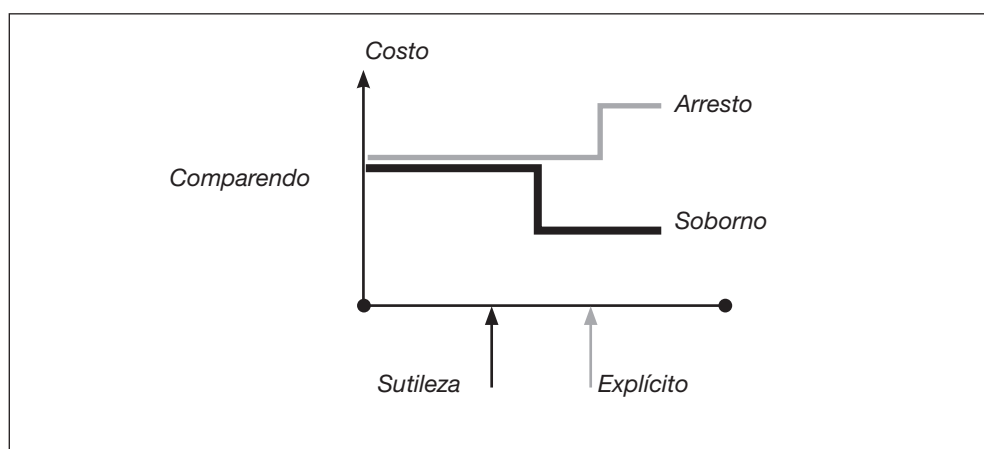 Costo
Arresto
Comparendo
Soborno
Sutileza
Explícito